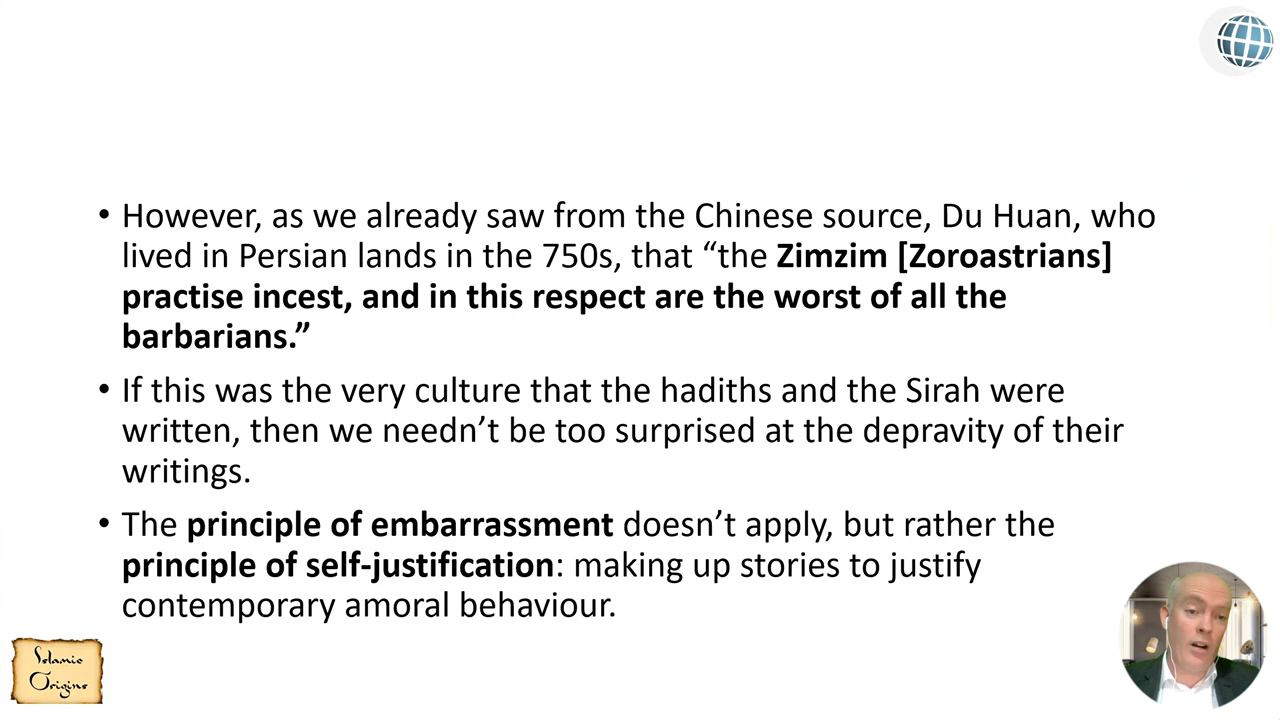 • However, as we already saw from the Chinese source, Du Huan, who
lived in Persian lands in the 750s, that “the Zimzim [Zoroastrians]
practise incest, and in this respect are the worst of all the
barbarians.”
• If this was the very culture that the hadiths and the Sirah were
written, then we needn’t be too surprised at the depravity of their
writings.
• The principle of embarrassment doesn’t apply, but rather the
principle of self-justification: making up stories to justify
contemporary amoral behaviour.
Islamic
Origins